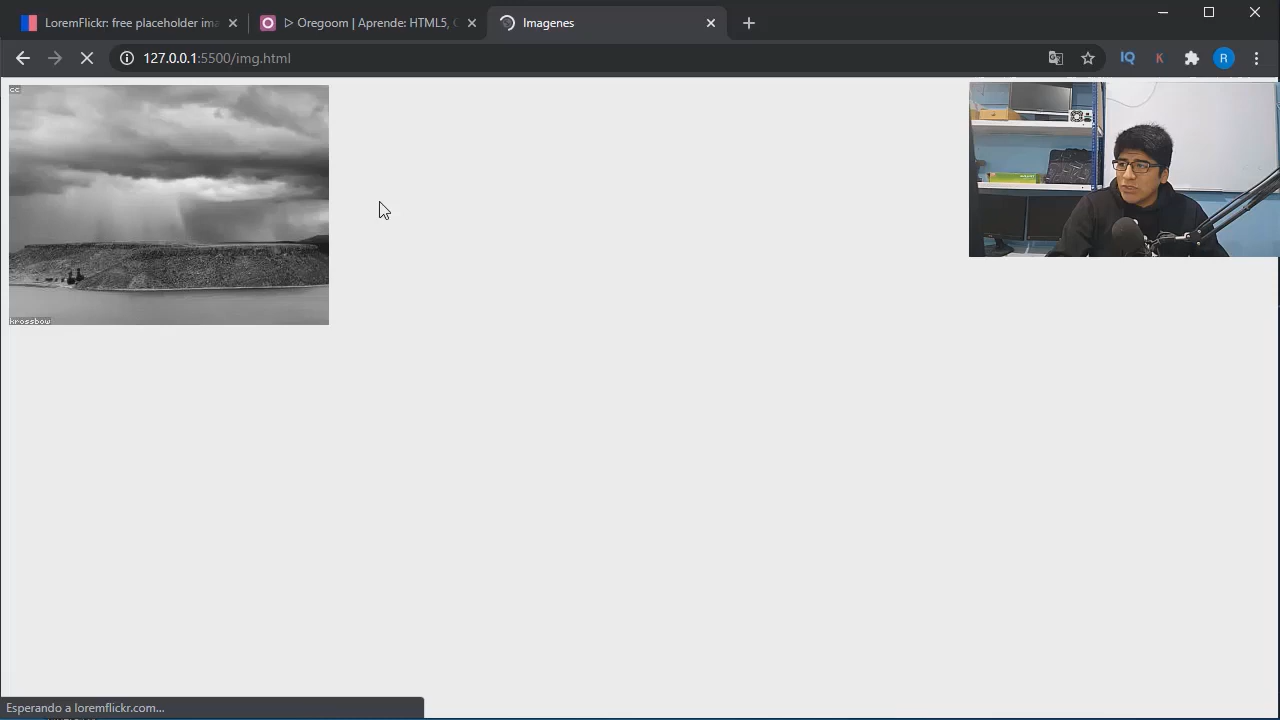 LoremFlickr: free placeholder ima
▷ Oregoom | Aprende: HTML5, C
Imagenes
127.0.0.1:5500/img.html
IQ
K
R
cc
krossbow
Esperando a loremflickr.com...